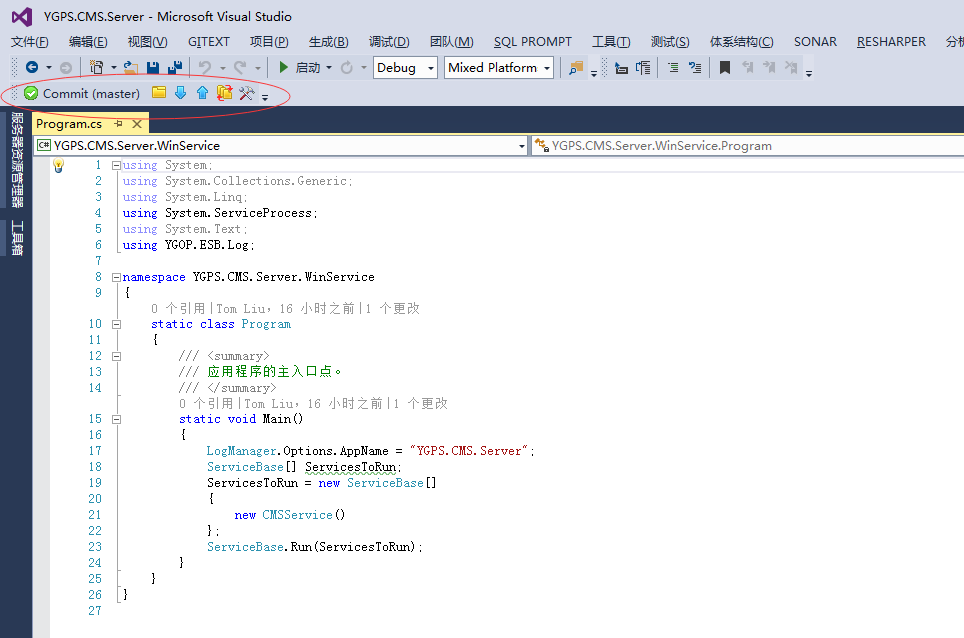 YGPS.CMS.Server - Microsoft Visual Studio
文件(F) 编辑(E) 视图(V) GITEXT 项目(P) 生成(B) 调试(D) 团队(M) SQL PROMPT 工具(T) 测试(S) 体系结构(C) SONAR RESHARPER 分析
启动 Debug Mixed Platform
Commit (master)
服务器资源管理器
工具箱
Program.cs
C# YGPS.CMS.Server.WinService YGPS.CMS.Server.WinService.Program
1 using System;
2 using System.Collections.Generic;
3 using System.Linq;
4 using System.ServiceProcess;
5 using System.Text;
6 using YGOP.ESB.Log;
7
8 namespace YGPS.CMS.Server.WinService
9 {
0 个引用|Tom Liu, 16 小时之前|1 个更改
10 static class Program
11 {
12 /// <summary>
13 /// 应用程序的主入口点。
14 /// </summary>
0 个引用|Tom Liu, 16 小时之前|1 个更改
15 static void Main()
16 {
17 LogManager.Options.AppName = "YGPS.CMS.Server";
18 ServiceBase[] ServicesToRun;
19 ServicesToRun = new ServiceBase[]
20 {
21 new CMSService()
22 };
23 ServiceBase.Run(ServicesToRun);
24 }
25 }
26 }
27